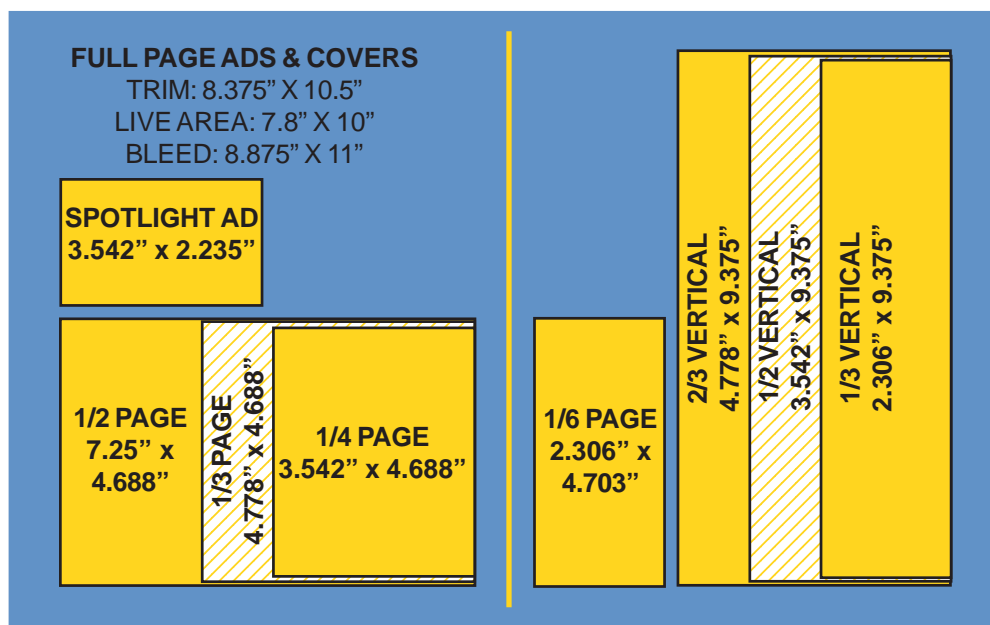 FULL PAGE ADS & COVERS
TRIM: 8.375” X 10.5”
LIVE AREA: 7.8” X 10”
BLEED: 8.875” X 11”
SPOTLIGHT AD
3.542” x 2.235”
1/2 PAGE
7.25” x
4.688”
1/3 PAGE
4.778” x 4.688”
1/4 PAGE
3.542” x 4.688”
1/6 PAGE
2.306” x
4.703”
2/3 VERTICAL
4.778” x 9.375”
1/2 VERTICAL
3.542” x 9.375”
1/3 VERTICAL
2.306” x 9.375”